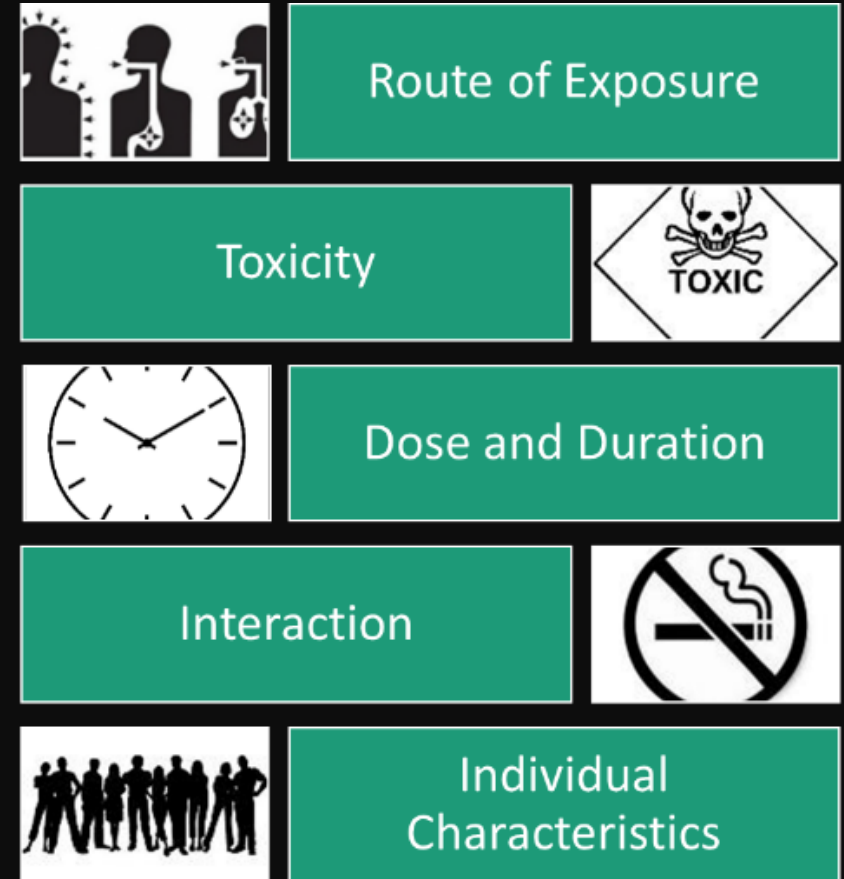 Route of Exposure
Toxicity
TOXIC
Dose and Duration
Interaction
Individual
Characteristics